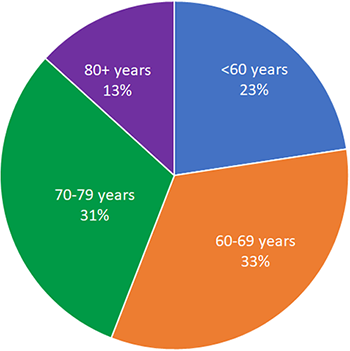 <60 years
23%
60-69 years
33%
70-79 years
31%
80+ years
13%